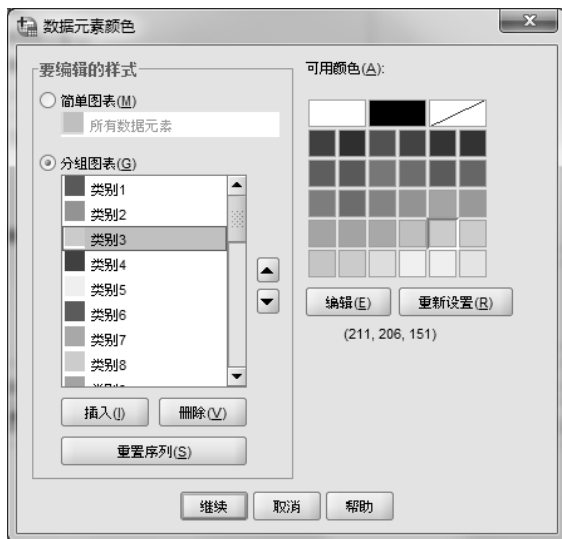 数据元素颜色
要编辑的样式
简单图表(M)
所有数据元素
分组图表(G)
类别1
类别2
类别3
类别4
类别5
类别6
类别7
类别8
插入(I)
删除(V)
重置序列(S)
可用颜色(A):
编辑(E)
重新设置(R)
(211, 206, 151)
继续
取消
帮助